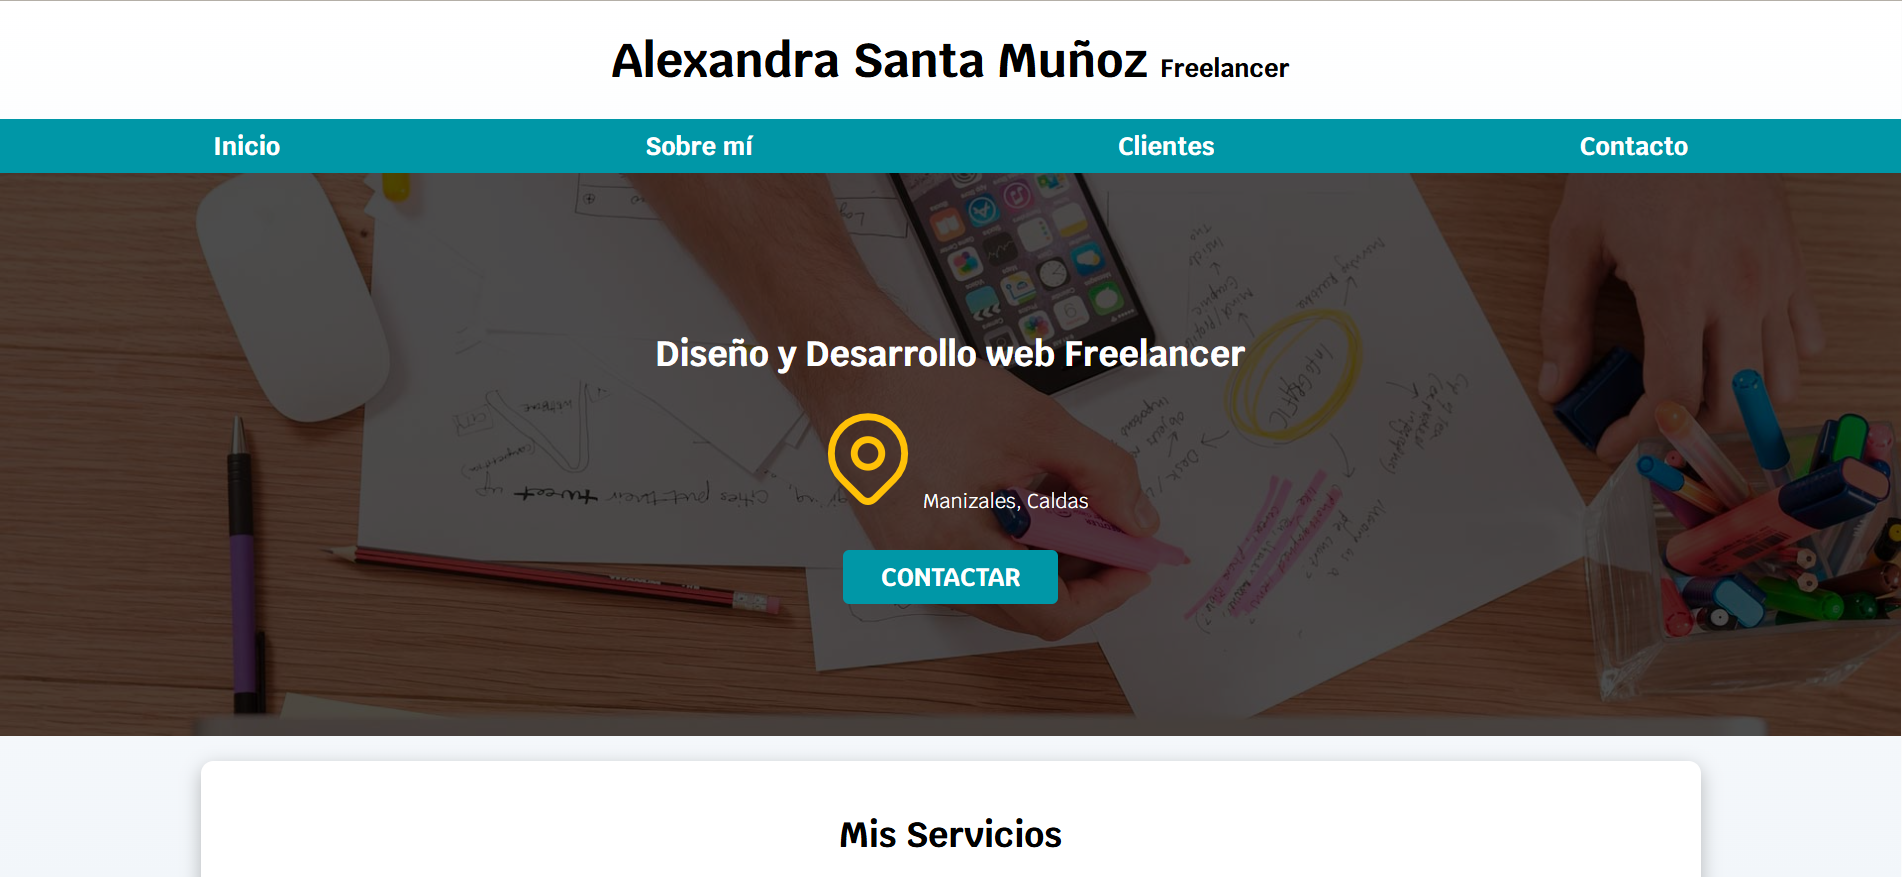 Alexandra Santa Muñoz Freelancer
Inicio Sobre mí Clientes Contacto
Diseño y Desarrollo web Freelancer
Manizales, Caldas
CONTACTAR
Mis Servicios